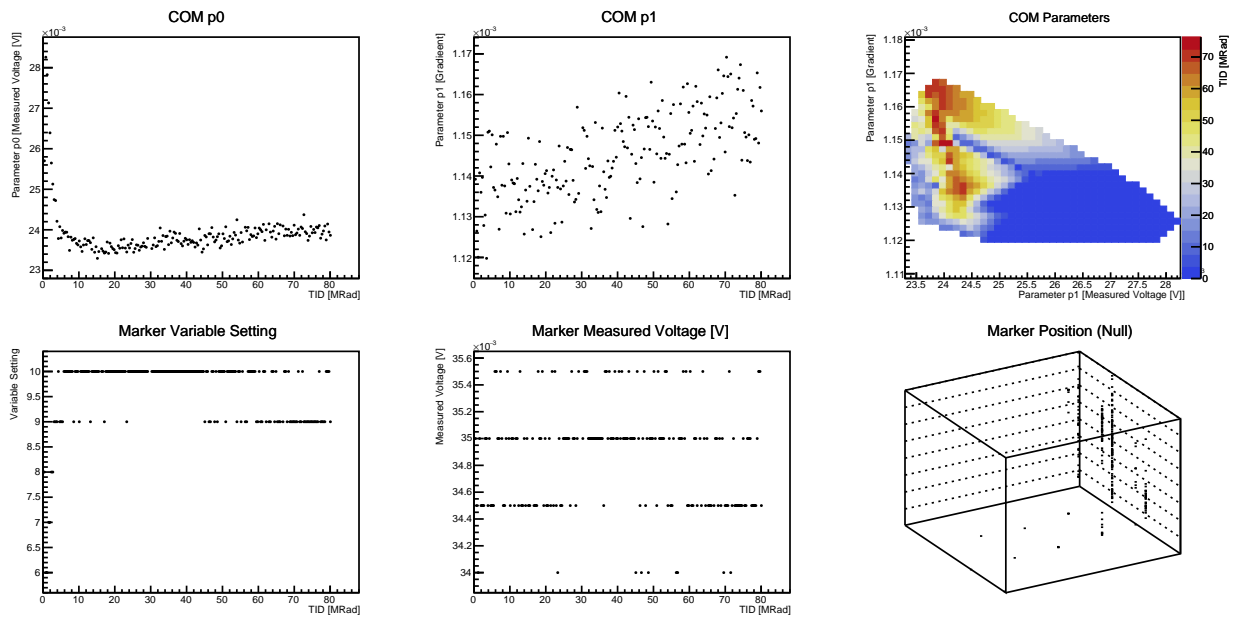 COM p0
×10⁻³
Parameter p0 [Measured Voltage [V]]
28
27
26
25
24
23
0 10 20 30 40 50 60 70 80
TID [MRad]
COM p1
×10⁻³
Parameter p1 [Gradieent]
1.17
1.16
1.15
1.14
1.13
1.12
0 10 20 30 40 50 60 70 80
TID [MRad]
COM Parameters
×10⁻³
Parameter p1 [Gradient]
1.18
1.17
1.16
1.15
1.14
1.13
1.12
1.11
23.5 24 24.5 25 25.5 26 26.5 27 27.5 28
Parameter p1 [Measured Voltage [V]]
TID [MRad]
70
60
50
40
30
20
10
0
Marker Variable Setting
Variable Setting
10
9.5
9
8.5
8
7.5
7
6.5
6
0 10 20 30 40 50 60 70 80
TID [MRad]
Marker Measured Voltage [V]
×10⁻³
Measured Voltage [V]
35.6
35.4
35.2
35
34.8
34.6
34.4
34.2
34
0 10 20 30 40 50 60 70 80
TID [MRad]
Marker Position (Null)